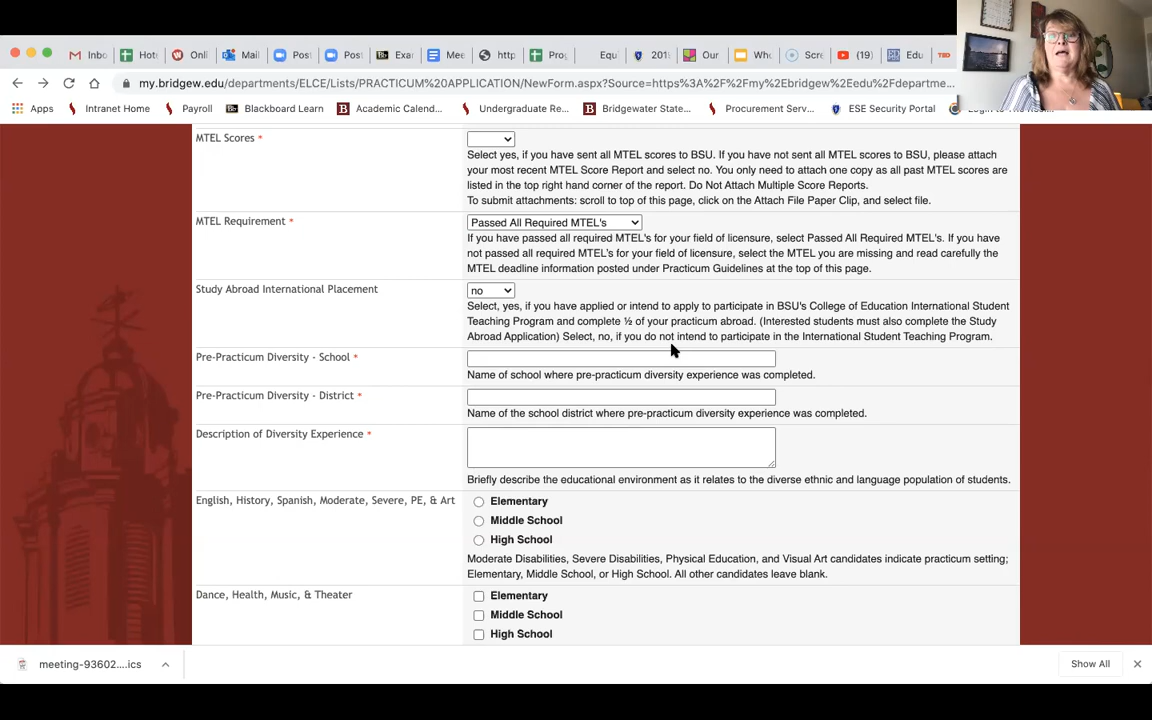 Inbo
Hot
Onli
Mail
Post
Post
Exar
Mee
http
Prog
Equ
201
Our
Who
Scre
(19)
Edu
my.bridgew.edu/departments/ELCE/Lists/PRACTICUM%20APPLICATION/NewForm.aspx?Source=https%3A%2F%2Fmy%2Ebridgew%2Eedu%2Fdepartme...
Apps
Intranet Home
Payroll
Bb
Blackboard Learn
B
Academic Calend...
Undergraduate Re...
B
Bridgewater State...
Procurement Serv...
ESE Security Portal
MTEL Scores *
Select yes, if you have sent all MTEL scores to BSU. If you have not sent all MTEL scores to BSU, please attach
your most recent MTEL Score Report and select no. You only need to attach one copy as all past MTEL scores are
listed in the top right hand corner of the report. Do Not Attach Multiple Score Reports.
To submit attachments: scroll to top of this page, click on the Attach File Paper Clip, and select file.
MTEL Requirement *
Passed All Required MTEL's
If you have passed all required MTEL's for your field of licensure, select Passed All Required MTEL's. If you have
not passed all required MTEL's for your field of licensure, select the MTEL you are missing and read carefully the
MTEL deadline information posted under Practicum Guidelines at the top of this page.
Study Abroad International Placement
no
Select, yes, if you have applied or intend to apply to participate in BSU's College of Education International Student
Teaching Program and complete ½ of your practicum abroad. (Interested students must also complete the Study
Abroad Application) Select, no, if you do not intend to participate in the International Student Teaching Program.
Pre-Practicum Diversity - School *
Name of school where pre-practicum diversity experience was completed.
Pre-Practicum Diversity - District *
Name of the school district where pre-practicum diversity experience was completed.
Description of Diversity Experience *
Briefly describe the educational environment as it relates to the diverse ethnic and language population of students.
English, History, Spanish, Moderate, Severe, PE, & Art
Elementary
Middle School
High School
Moderate Disabilities, Severe Disabilities, Physical Education, and Visual Art candidates indicate practicum setting;
Elementary, Middle School, or High School. All other candidates leave blank.
Dance, Health, Music, & Theater
Elementary
Middle School
High School
meeting-93602....ics
Show All